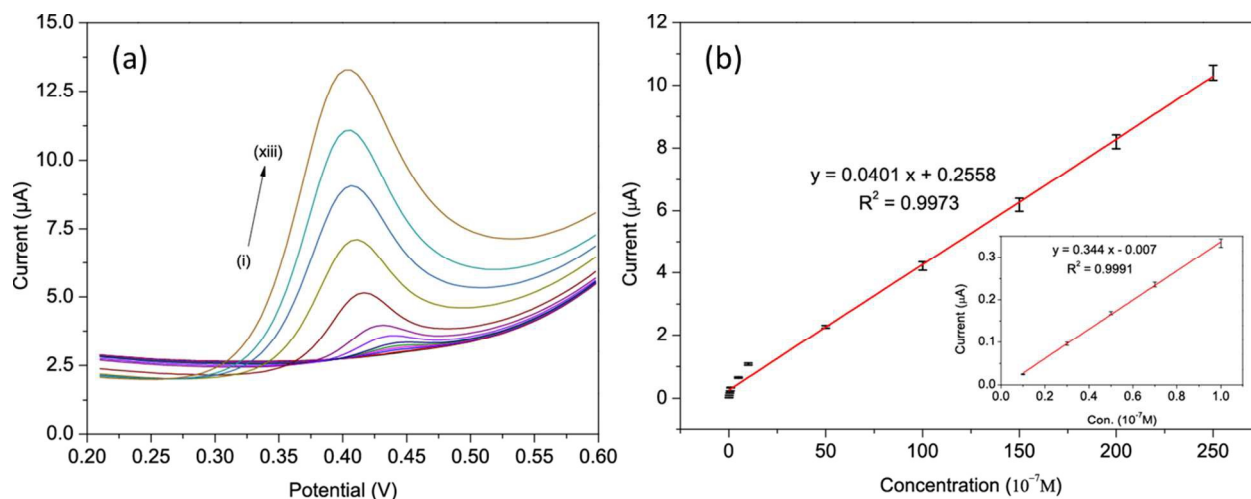 (a)
15.0
12.5
10.0
7.5
5.0
2.5
0.0
Current (µA)
(xiii)
(i)
0.20 0.25 0.30 0.35 0.40 0.45 0.50 0.55 0.60
Potential (V)
(b)
12
10
8
6
4
2
0
Current (µA)
y = 0.0401 x + 0.2558
R² = 0.9973
0 50 100 150 200 250
Concentration (10⁻⁷M)
y = 0.344 x - 0.007
R² = 0.9991
0.3
0.2
0.1
0.0
Current (µA)
0.0 0.2 0.4 0.6 0.8 1.0
Con. (10⁻⁷M)